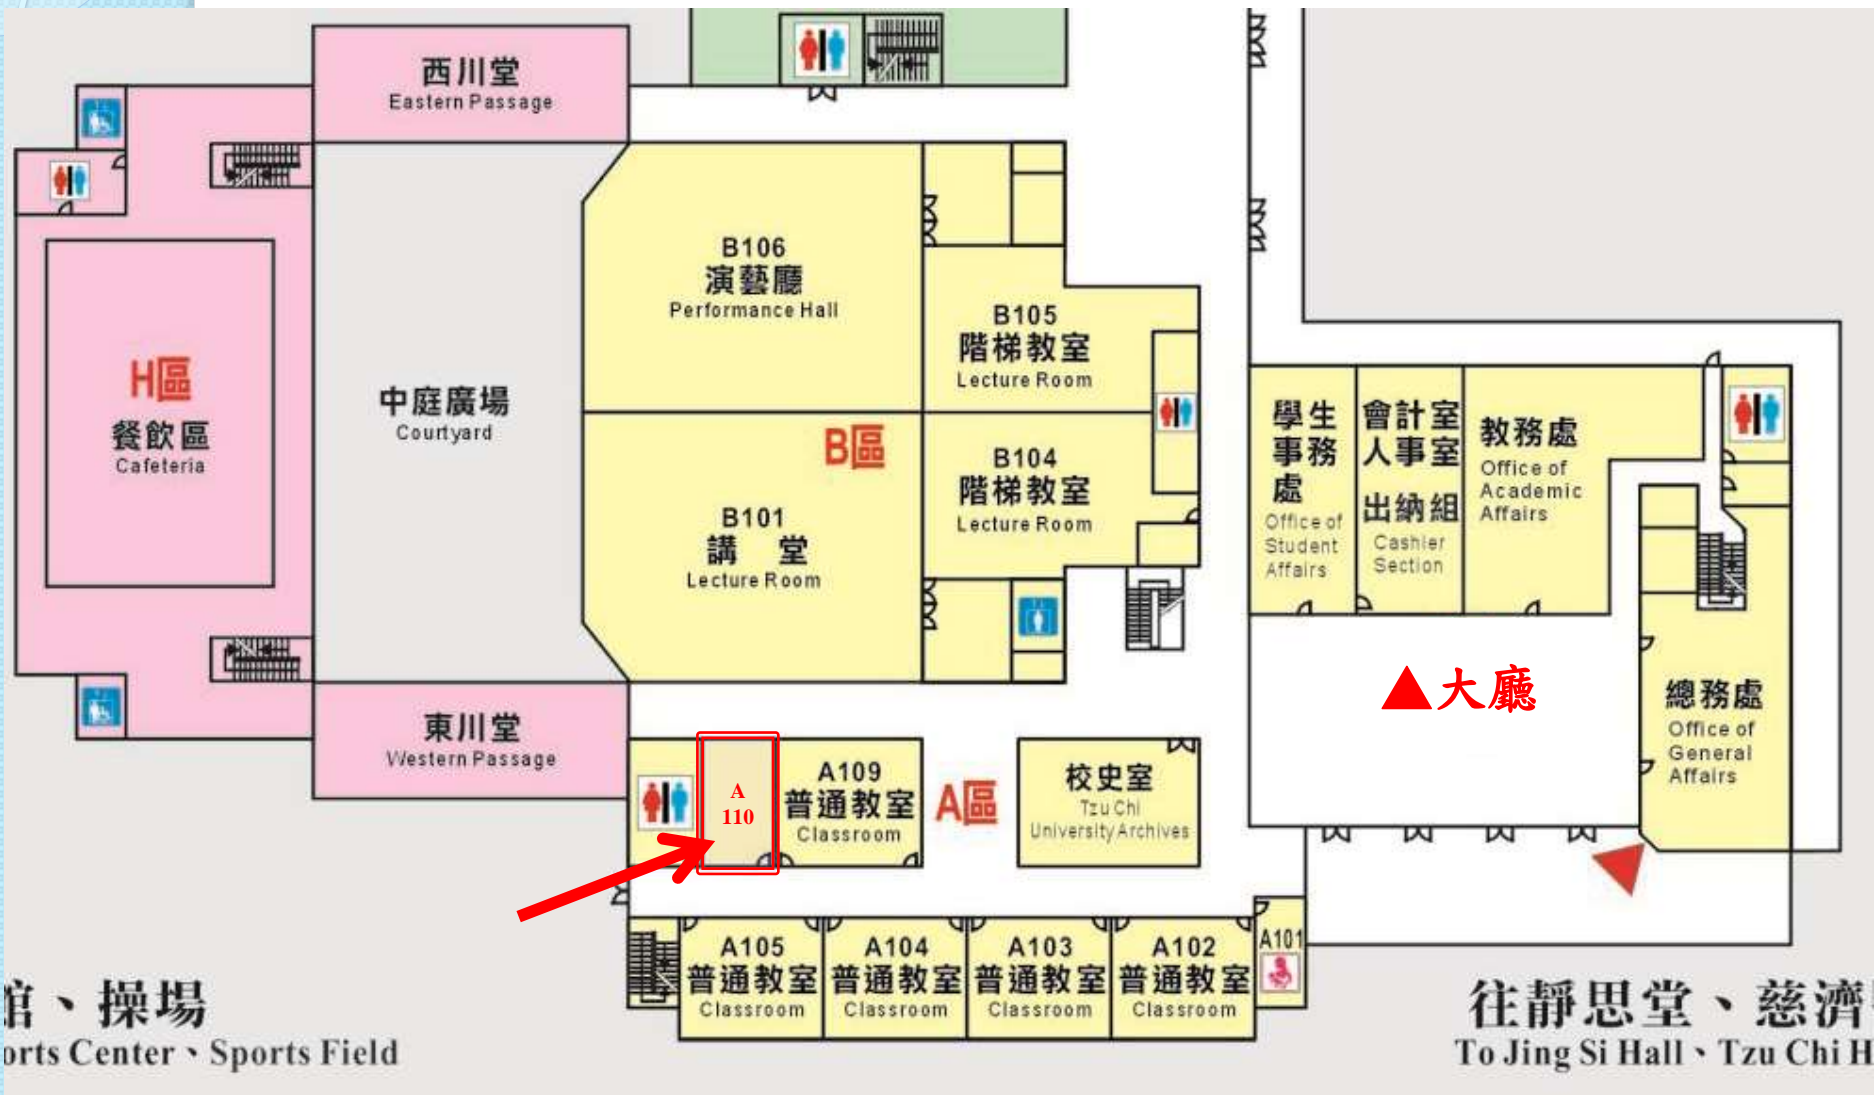 西川堂
Eastern Passage
B106
演藝廳
Performance Hall
B105
階梯教室
Lecture Room
H區
餐飲區
Cafeteria
中庭廣場
Courtyard
B區
B104
階梯教室
Lecture Room
B101
講 堂
Lecture Room
學生
事務
處
Office of
Student
Affairs
會計室
人事室
出納組
Cashier
Section
教務處
Office of
Academic
Affairs
▲大廳
總務處
Office of
General
Affairs
東川堂
Western Passage
A
110
A109
普通教室
Classroom
A區
校史室
Tzu Chi
University Archives
A105
普通教室
Classroom
A104
普通教室
Classroom
A103
普通教室
Classroom
A102
普通教室
Classroom
A101
館、操場
orts Center、Sports Field
往靜思堂、慈濟
To Jing Si Hall、Tzu Chi H